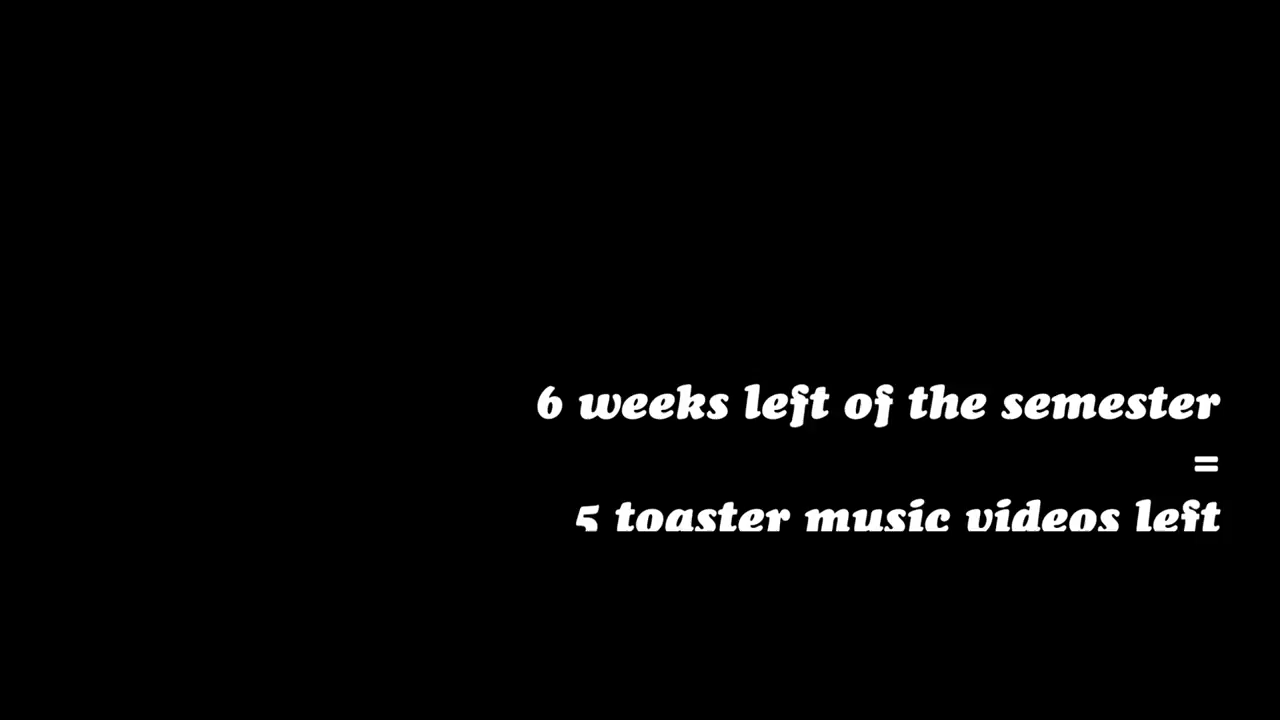 6 weeks left of the semester
=
5 toaster music videos left